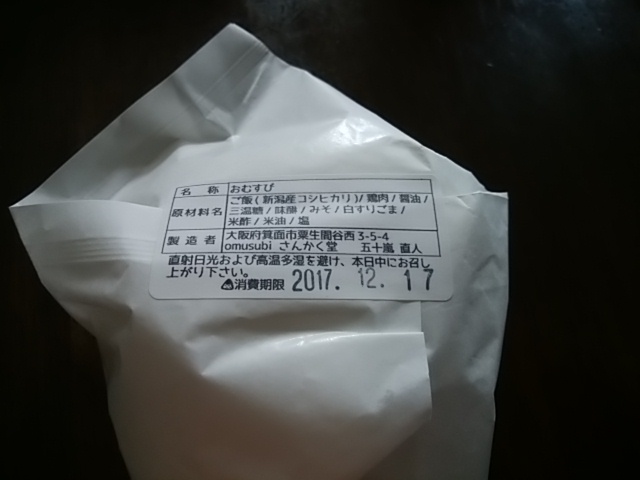 名 称 おむすび
原材料名 ご飯(新潟産コシヒカリ)/鶏肉/醤油/
三温糖/味醂/みそ/白すりごま/
米酢/米油/塩
製造者 大阪府箕面市粟生間谷西3-5-4
omusubi さんかく堂 五十嵐 直人
直射日光および高温多湿を避け、本日中にお召し
上がり下さい。
消費期限 2017.12.17